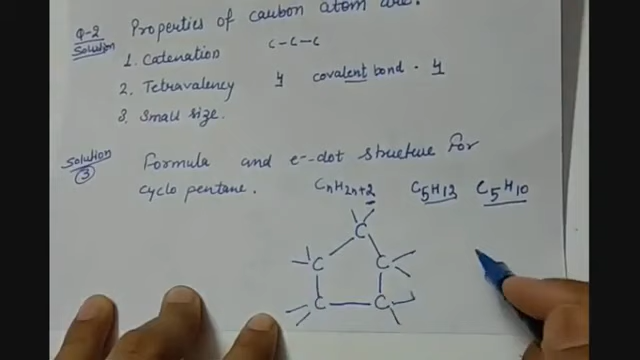 Q-2 Properties of carbon atom are.
Solution
1. Catenation C-C-C
2. Tetravalency 4 covalent bond. 4
3. Small size.
Solution Formula and e–-dot structure for
③ cyclo pentane. CnH2n+2 C5H12 C5H10
C
C C
C C